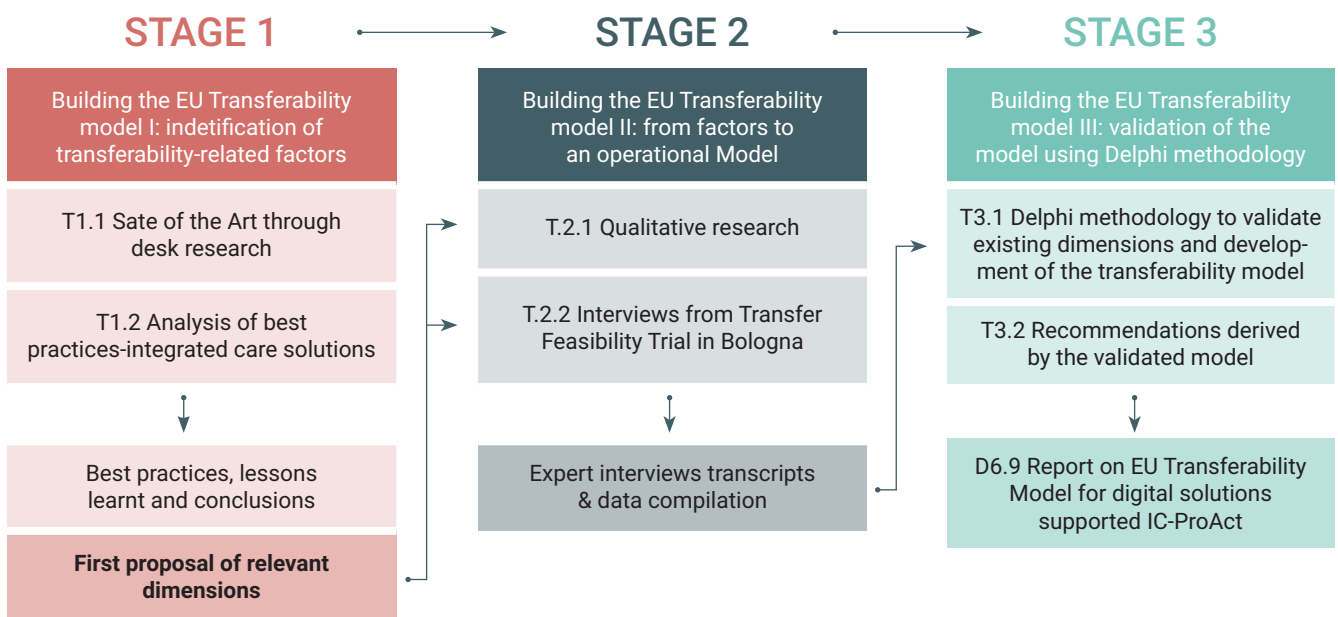 STAGE 1
Building the EU Transferability
model I: indetification of
transferability-related factors
T1.1 Sate of the Art through
desk research
T1.2 Analysis of best
practices-integrated care solutions
Best practices, lessons
learnt and conclusions
First proposal of relevant
dimensions
STAGE 2
Building the EU Transferability
model II: from factors to
an operational Model
T.2.1 Qualitative research
T.2.2 Interviews from Transfer
Feasibility Trial in Bologna
Expert interviews transcripts
& data compilation
STAGE 3
Building the EU Transferability
model III: validation of the
model using Delphi methodology
T3.1 Delphi methodology to validate
existing dimensions and develop-
ment of the transferability model
T3.2 Recommendations derived
by the validated model
D6.9 Report on EU Transferability
Model for digital solutions
supported IC-ProAct